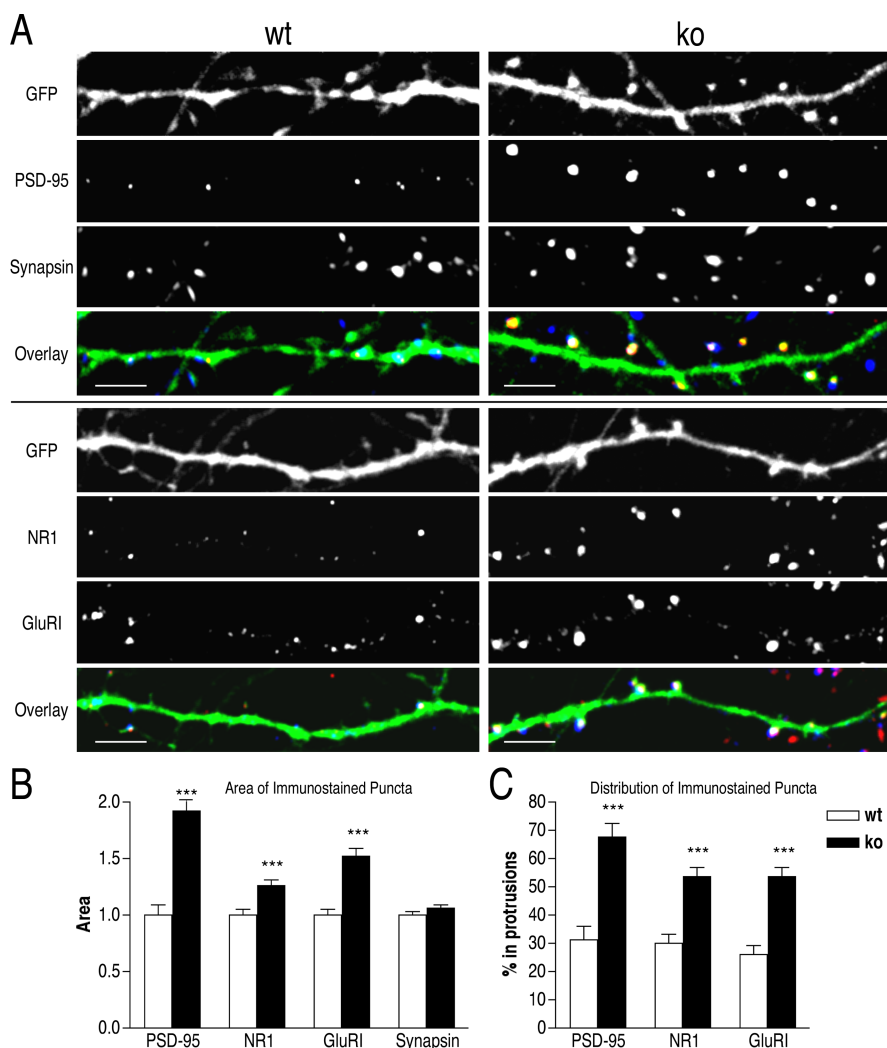 A
wt ko
GFP
PSD-95
Synapsin
Overlay
GFP
NR1
GluRI
Overlay
B
Area of Immunostained Puncta
Area
2.0
1.5
1.0
0.5
0.0
***
***
***
PSD-95 NR1 GluRI Synapsin
C
Distribution of Immunostained Puncta
% in protrusions
80
70
60
50
40
30
20
10
0
***
***
***
PSD-95 NR1 GluRI
wt
ko